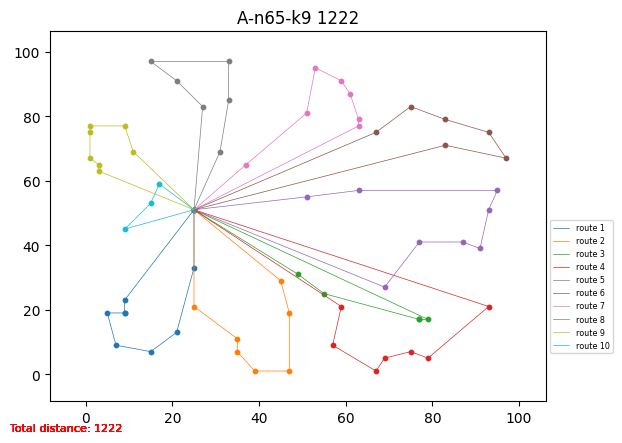 A-n65-k9 1222
100
80
60
40
20
0
0 20 40 60 80 100
route 1
route 2
route 3
route 4
route 5
route 6
route 7
route 8
route 9
route 10
Total distance: 1222